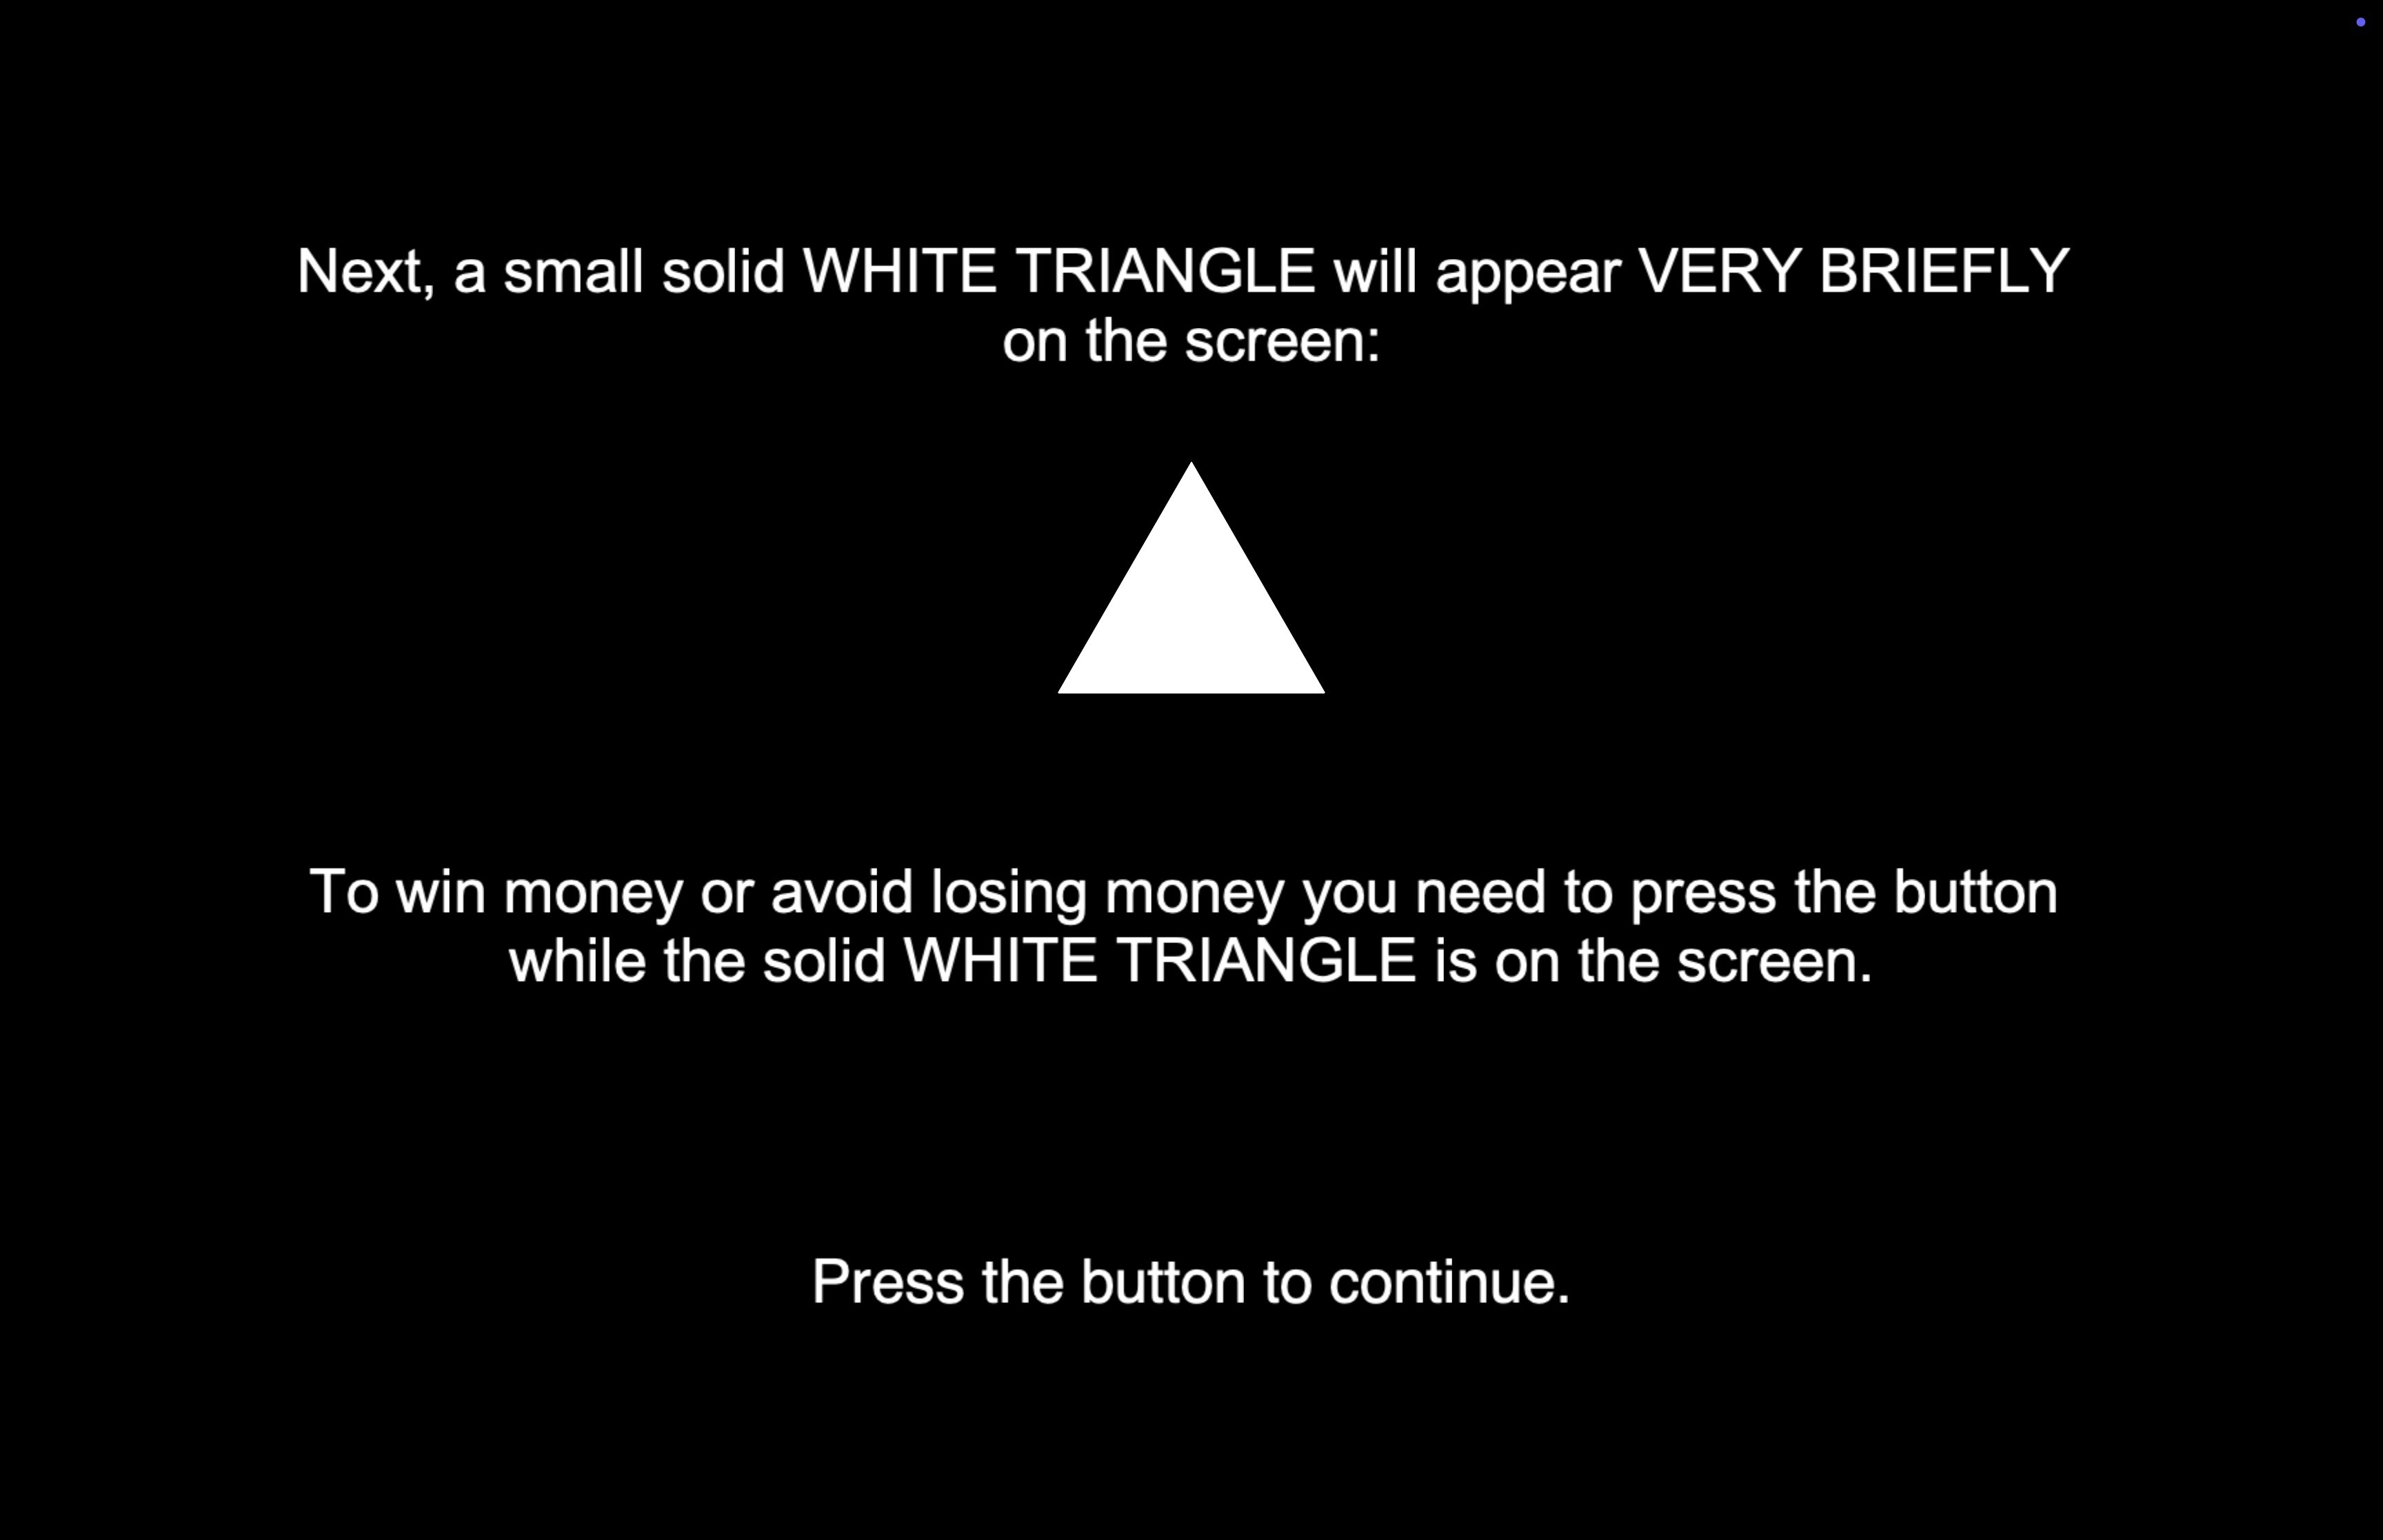 Next, a small solid WHITE TRIANGLE will appear VERY BRIEFLY
on the screen:
To win money or avoid losing money you need to press the button
while the solid WHITE TRIANGLE is on the screen.
Press the button to continue.